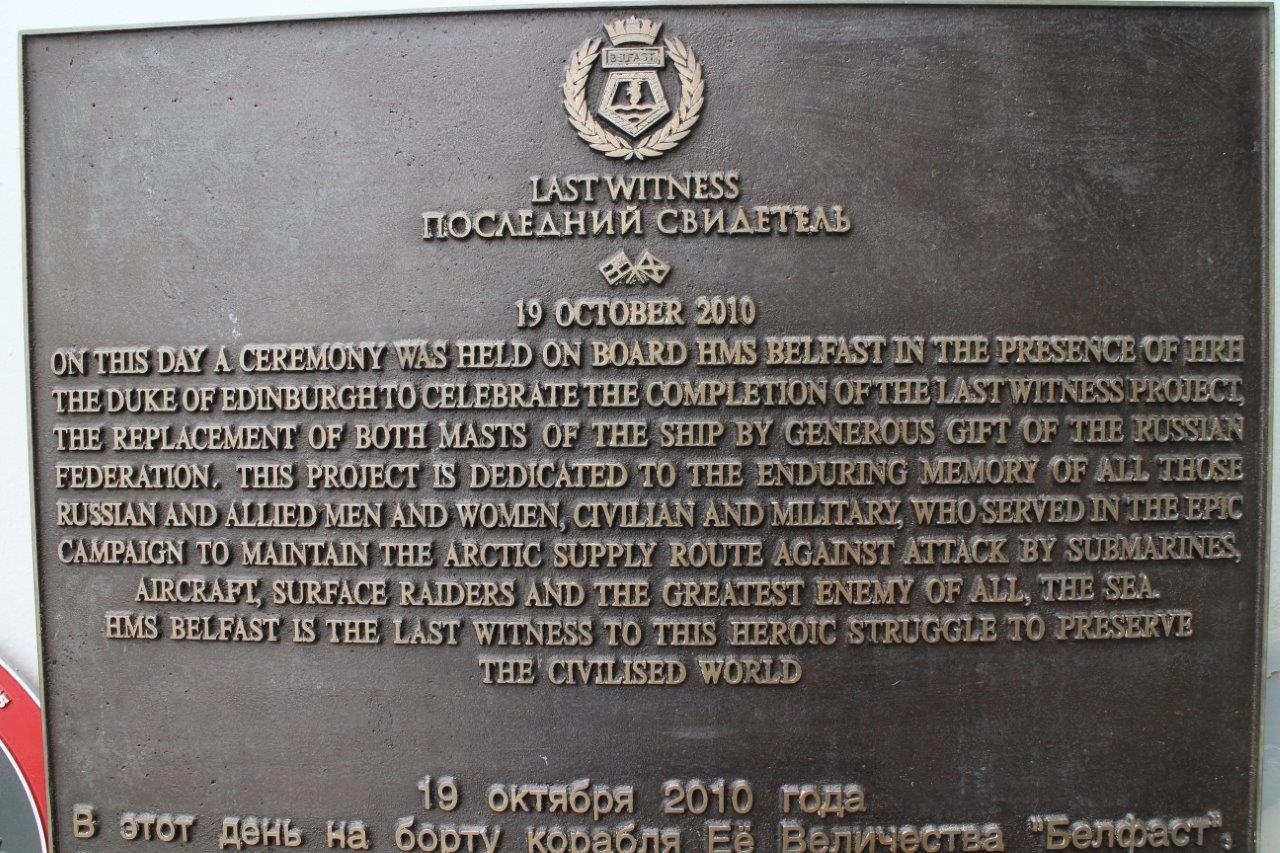 BELFAST
LAST WITNESS
ПОСЛЕДНИЙ СВИДЕТЕЛЬ
19 OCTOBER 2010
ON THIS DAY A CEREMONY WAS HELD ON BOARD HMS BELFAST IN THE PRESENCE OF HRH
THE DUKE OF EDINBURGH TO CELEBRATE THE COMPLETION OF THE LAST WITNESS PROJECT,
THE REPLACEMENT OF BOTH MASTS OF THE SHIP BY GENEROUS GIFT OF THE RUSSIAN
FEDERATION. THIS PROJECT IS DEDICATED TO THE ENDURING MEMORY OF ALL THOSE
RUSSIAN AND ALLIED MEN AND WOMEN, CIVILIAN AND MILITARY, WHO SERVED IN THE EPIC
CAMPAIGN TO MAINTAIN THE ARCTIC SUPPLY ROUTE AGAINST ATTACK BY SUBMARINES,
AIRCRAFT, SURFACE RAIDERS AND THE GREATEST ENEMY OF ALL, THE SEA.
HMS BELFAST IS THE LAST WITNESS TO THIS HEROIC STRUGGLE TO PRESERVE
THE CIVILISED WORLD
19 октября 2010 года
В этот день на борту корабля Её Величества "Белфаст",